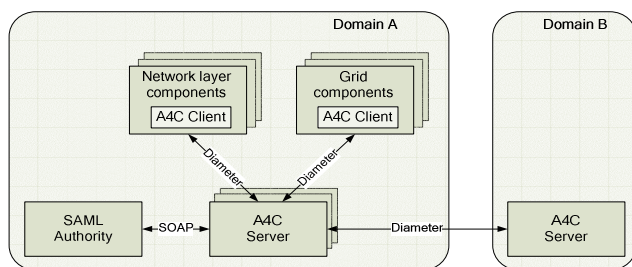 Domain A
Domain B
Network layer
components
A4C Client
Grid
components
A4C Client
Diameter
Diameter
SAML
Authority
SOAP
A4C
Server
Diameter
A4C
Server